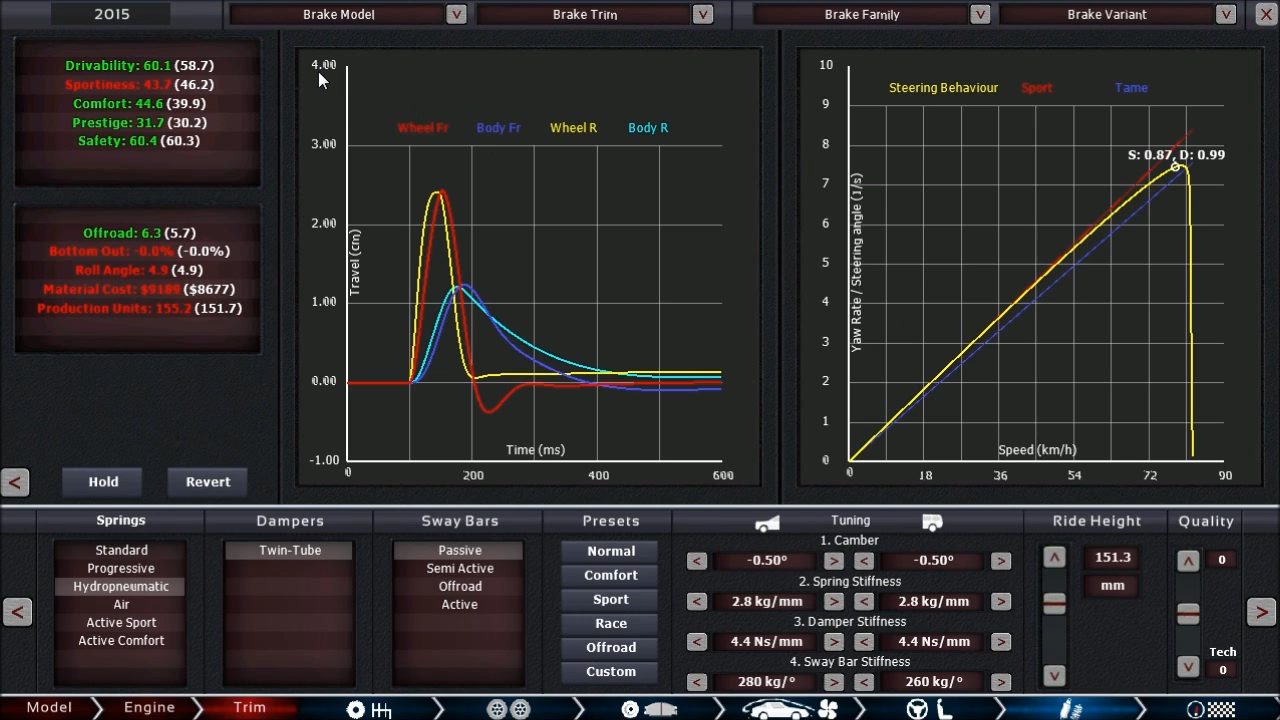 2015
Brake Model V Brake Trim V Brake Family V Brake Variant V X
Drivability: 60.1 (58.7)
Sportiness: 43.7 (46.2)
Comfort: 44.6 (39.9)
Prestige: 31.7 (30.2)
Safety: 60.4 (60.3)
Offroad: 6.3 (5.7)
Bottom Out: -0.0% (-0.0%)
Roll Angle: 4.9 (4.9)
Material Cost: $9189 ($8677)
Production Units: 155.2 (151.7)
< Hold Revert
4.00
3.00
2.00
1.00
0.00
-1.00
Travel (cm)
Wheel Fr Body Fr Wheel R Body R
Time (ms)
0 200 400 600
10
9
8
7
6
5
4
3
2
1
0
Yaw Rate / Steering angle (1/s)
Steering Behaviour Sport Tame
S: 0.87, D: 0.99
Speed (km/h)
0 18 36 54 72 90
Springs
Standard
Progressive
Hydropneumatic
Air
Active Sport
Active Comfort
Dampers
Twin-Tube
Sway Bars
Passive
Semi Active
Offroad
Active
Presets
Normal
Comfort
Sport
Race
Offroad
Custom
Tuning
1. Camber
< -0.50º > < -0.50º >
2. Spring Stiffness
< 2.8 kg/mm > < 2.8 kg/mm >
3. Damper Stiffness
< 4.4 Ns/mm > < 4.4 Ns/mm >
4. Sway Bar Stiffness
< 280 kg/º > < 260 kg/º >
Ride Height
151.3
mm
Quality
0
Tech
0
Model Engine Trim